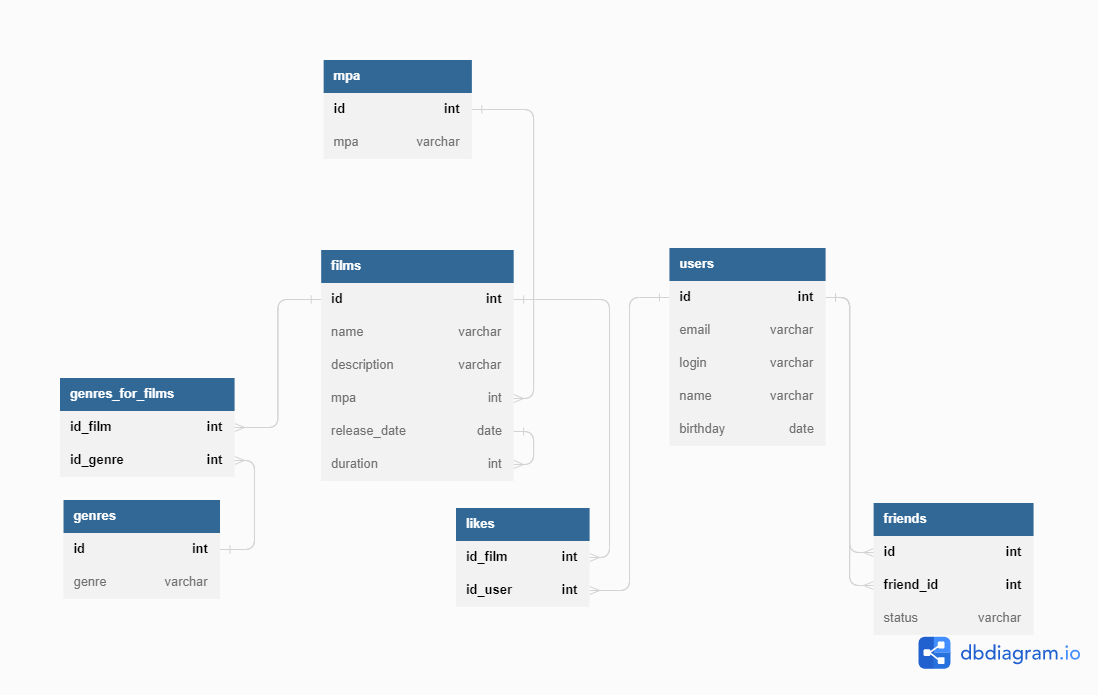 mpa
id int
mpa varchar
films
id int
name varchar
description varchar
mpa int
release_date date
duration int
users
id int
email varchar
login varchar
name varchar
birthday date
genres_for_films
id_film int
id_genre int
genres
id int
genre varchar
likes
id_film int
id_user int
friends
id int
friend_id int
status varchar
dbdiagram.io